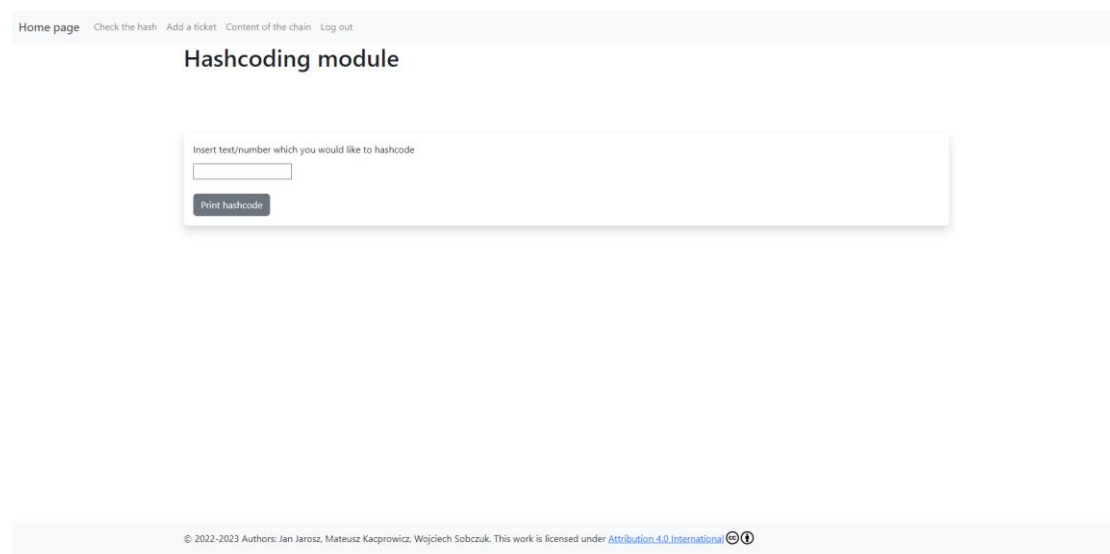 Home page Check the hash Add a ticket Content of the chain Log out
Hashcoding module
Insert text/number which you would like to hashcode
Print hashcode
© 2022-2023 Authors: Jan Jarosz, Mateusz Kacprowicz, Wojciech Sobczuk. This work is licensed under Attribution 4.0 International